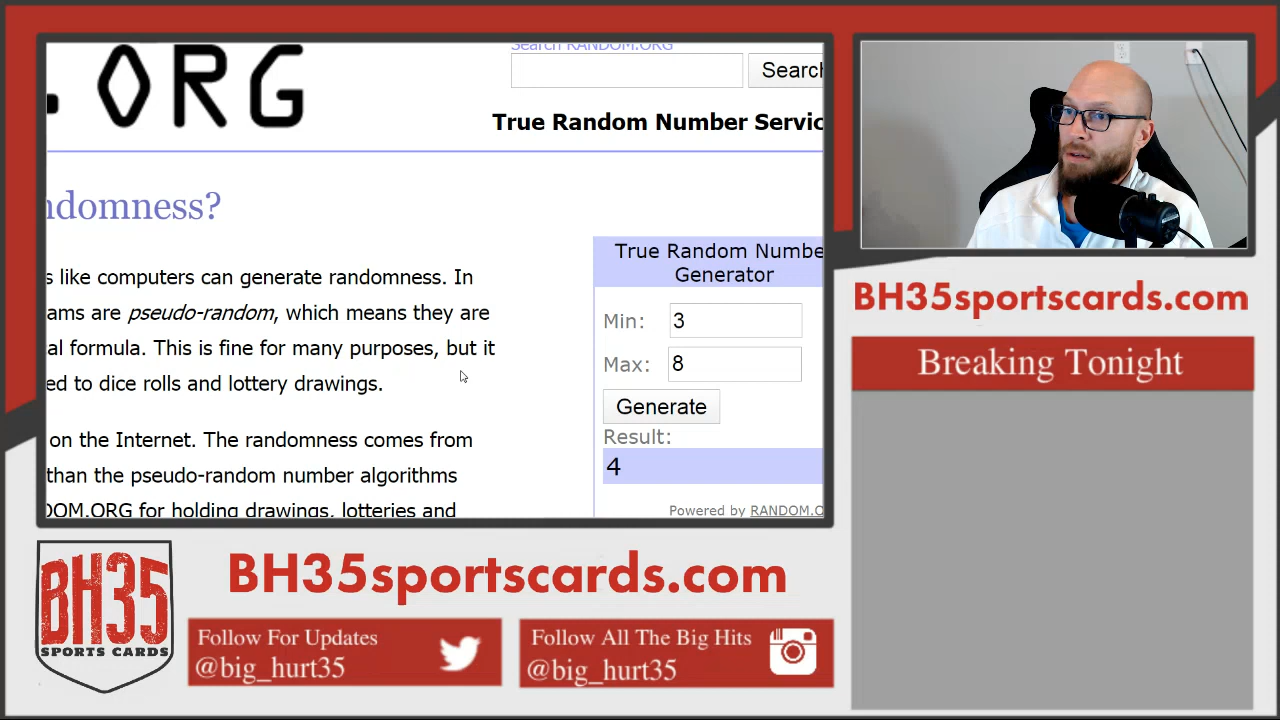 .ORG
Search RANDOM.ORG
Search
True Random Number Servic
ndomness?
s like computers can generate randomness. In
ams are pseudo-random, which means they are
al formula. This is fine for many purposes, but it
ed to dice rolls and lottery drawings.
on the Internet. The randomness comes from
than the pseudo-random number algorithms
DOM.ORG for holding drawings, lotteries and
True Random Numbe
Generator
Min: 3
Max: 8
Generate
Result:
4
Powered by RANDOM.O
BH35sportscards.com
Breaking Tonight
BH35
SPORTS CARDS
BH35sportscards.com
Follow For Updates
@big_hurt35
Follow All The Big Hits
@big_hurt35